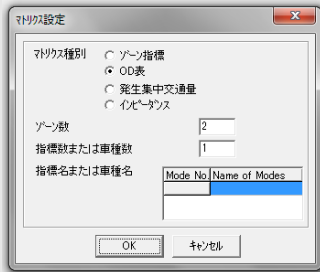 マトリクス設定
マトリクス種別
ゾーン指標
OD表
発生集中交通量
インピーダンス
ゾーン数 2
指標数または車種数 1
指標名または車種名
Mode No. Name of Modes
OK キャンセル